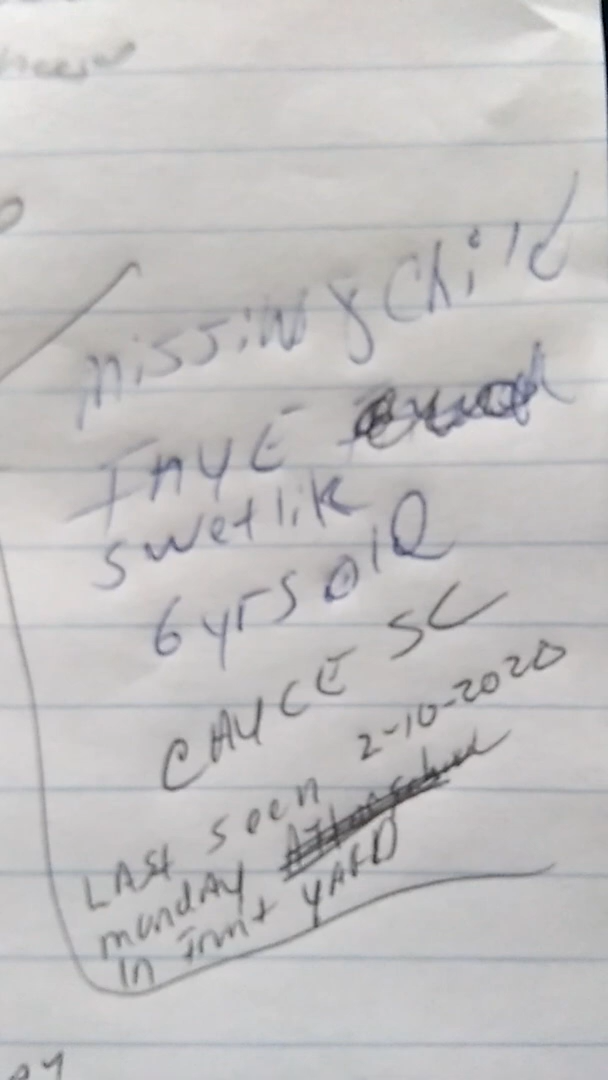 missing Child
FAYE
swetlik
6 yrs old
CAYCE SC
LAST seen 2-10-2020
monday
In Front YARD